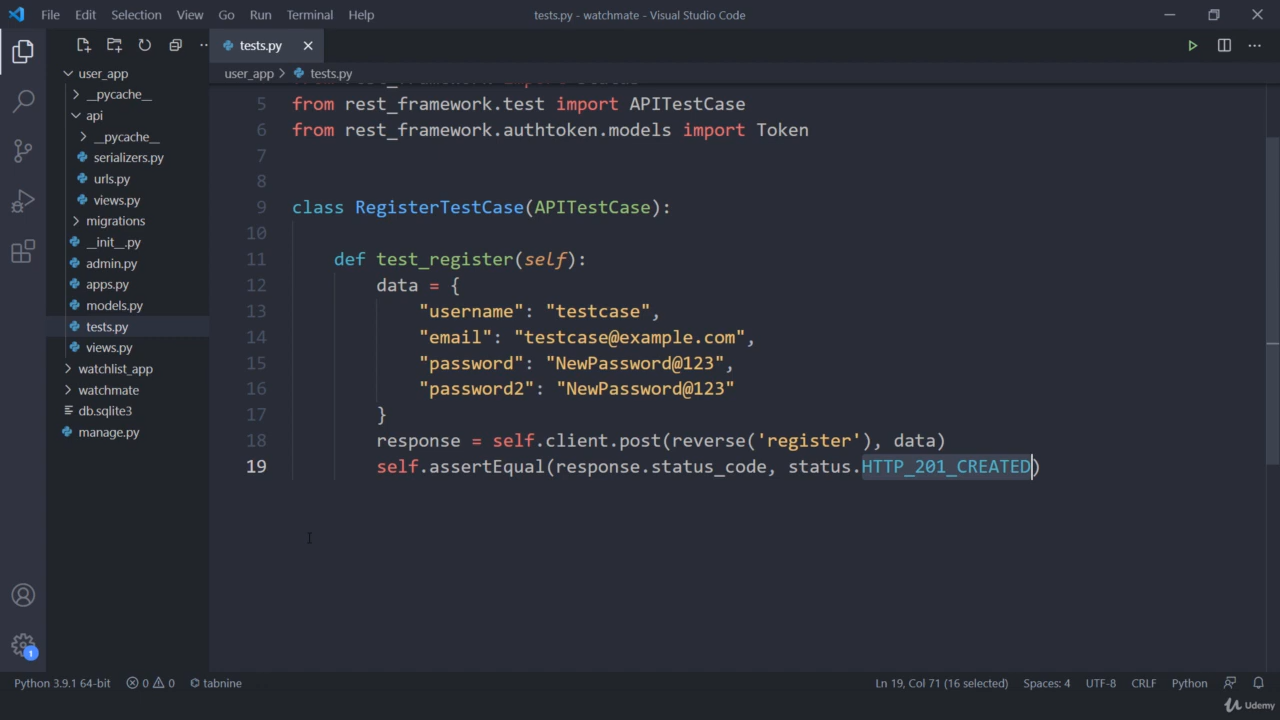 File Edit Selection View Go Run Terminal Help
tests.py - watchmate - Visual Studio Code
tests.py
user_app > tests.py
user_app
__pycache__
api
__pycache__
serializers.py
urls.py
views.py
migrations
__init__.py
admin.py
apps.py
models.py
tests.py
views.py
watchlist_app
watchmate
db.sqlite3
manage.py
5 from rest_framework.test import APITestCase
6 from rest_framework.authtoken.models import Token
7
8
9 class RegisterTestCase(APITestCase):
10
11 def test_register(self):
12 data = {
13 "username": "testcase",
14 "email": "testcase@example.com",
15 "password": "NewPassword@123",
16 "password2": "NewPassword@123"
17 }
18 response = self.client.post(reverse('register'), data)
19 self.assertEqual(response.status_code, status.HTTP_201_CREATED)
1
Python 3.9.1 64-bit 0 0 tabnine
Ln 19, Col 71 (16 selected) Spaces: 4 UTF-8 CRLF Python
Udemy